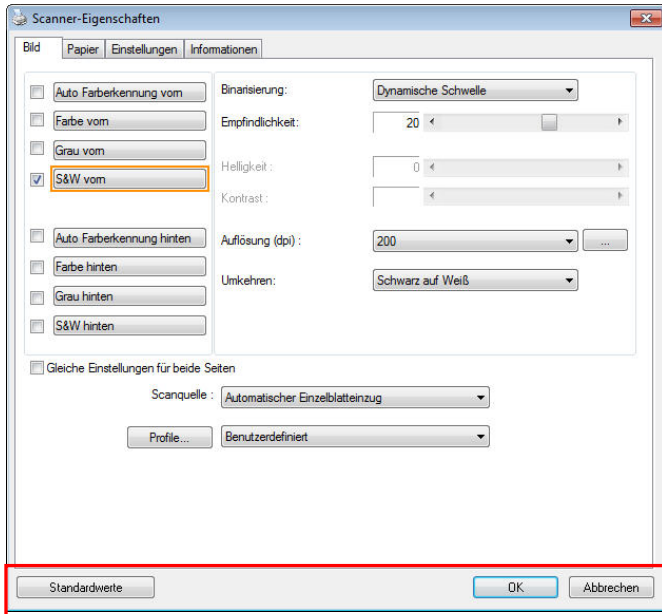 Scanner-Eigenschaften
Bild Papier Einstellungen Informationen
Auto Farberkennung vorn Binarisierung: Dynamische Schwelle
Farbe vorn Empfindlichkeit: 20
Grau vorn
Helligkeit : 0
S&W vorn
Kontrast :
Auto Farberkennung hinten Auflösung (dpi) : 200 ...
Farbe hinten
Umkehren: Schwarz auf Weiß
Grau hinten
S&W hinten
Gleiche Einstellungen für beide Seiten
Scanquelle : Automatischer Einzelblatteinzug
Profile... Benutzerdefiniert
Standardwerte OK Abbrechen